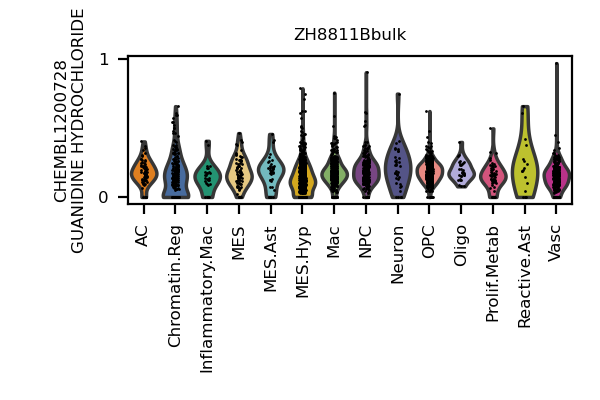 ZH8811Bbulk
CHEMBL1200728
GUANIDINE HYDROCHLORIDE
1
0
AC
Chromatin.Reg
Inflammatory.Mac
MES
MES.Ast
MES.Hyp
Mac
NPC
Neuron
OPC
Oligo
Prolif.Metab
Reactive.Ast
Vasc